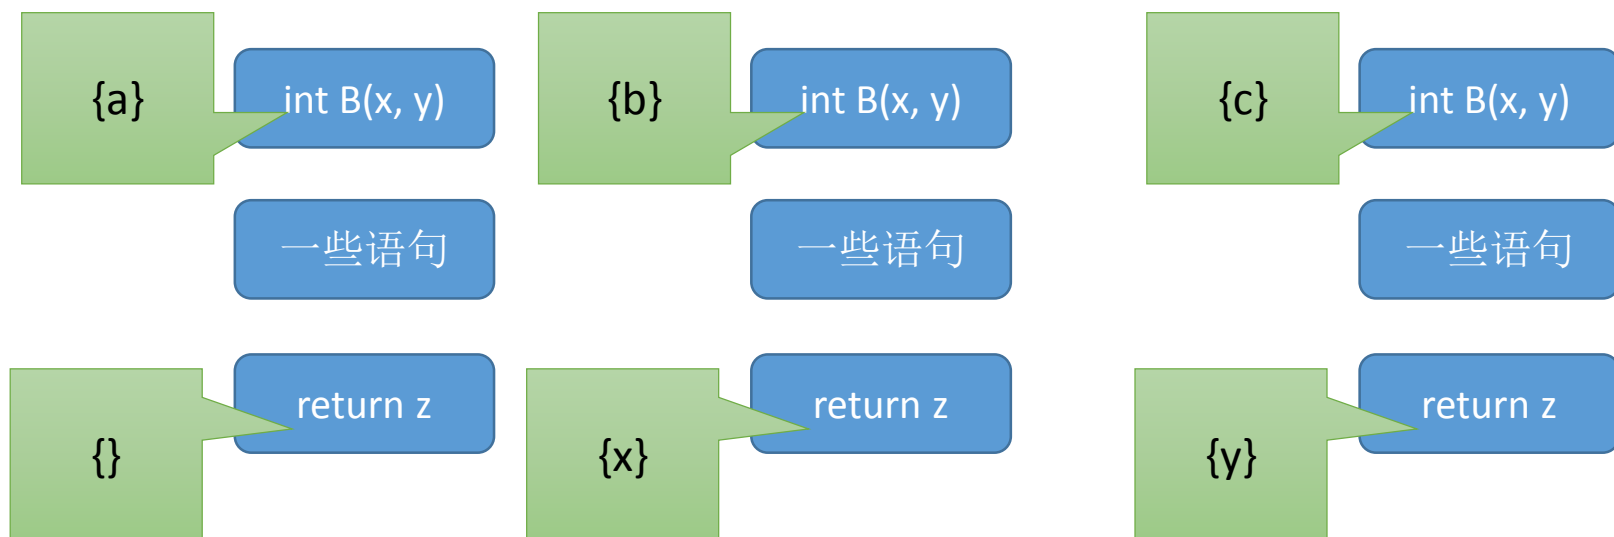 {a}
int B(x, y)
{b}
int B(x, y)
{c}
int B(x, y)
一些语句
一些语句
一些语句
{}
return z
{x}
return z
{y}
return z